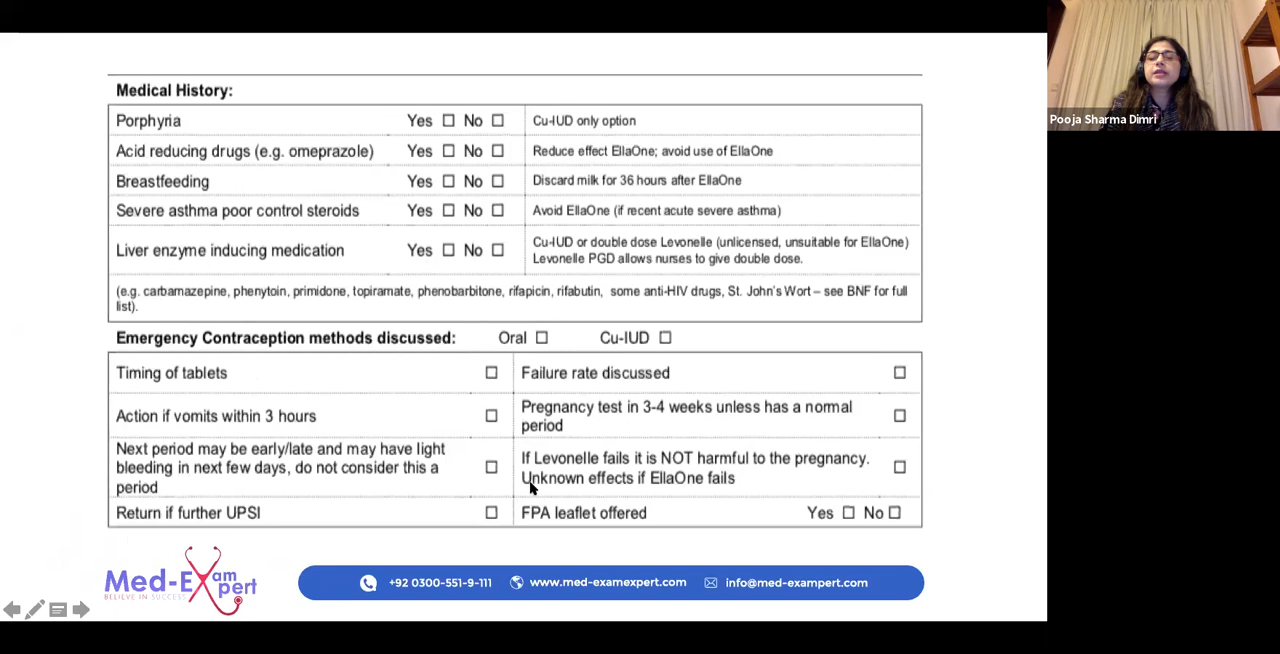 Medical History:
Porphyria Yes ☐ No ☐ Cu-IUD only option
Acid reducing drugs (e.g. omeprazole) Yes ☐ No ☐ Reduce effect EllaOne; avoid use of EllaOne
Breastfeeding Yes ☐ No ☐ Discard milk for 36 hours after EllaOne
Severe asthma poor control steroids Yes ☐ No ☐ Avoid EllaOne (if recent acute severe asthma)
Liver enzyme inducing medication Yes ☐ No ☐ Cu-IUD or double dose Levonelle (unlicensed, unsuitable for EllaOne)
Levonelle PGD allows nurses to give double dose.
(e.g. carbamazepine, phenytoin, primidone, topiramate, phenobarbitone, rifapicin, rifabutin, some anti-HIV drugs, St. John's Wort – see BNF for full
list).
Emergency Contraception methods discussed: Oral ☐ Cu-IUD ☐
Timing of tablets ☐ Failure rate discussed ☐
Action if vomits within 3 hours ☐ Pregnancy test in 3-4 weeks unless has a normal
period ☐
Next period may be early/late and may have light
bleeding in next few days, do not consider this a
period ☐
If Levonelle fails it is NOT harmful to the pregnancy.
Unknown effects if EllaOne fails ☐
Return if further UPSI ☐ FPA leaflet offered Yes ☐ No ☐
Med-Exam
pert
BELIEVE IN SUCCESS
+92 0300-551-9-111 www.med-examexpert.com info@med-exampert.com
Pooja Sharma Dimri